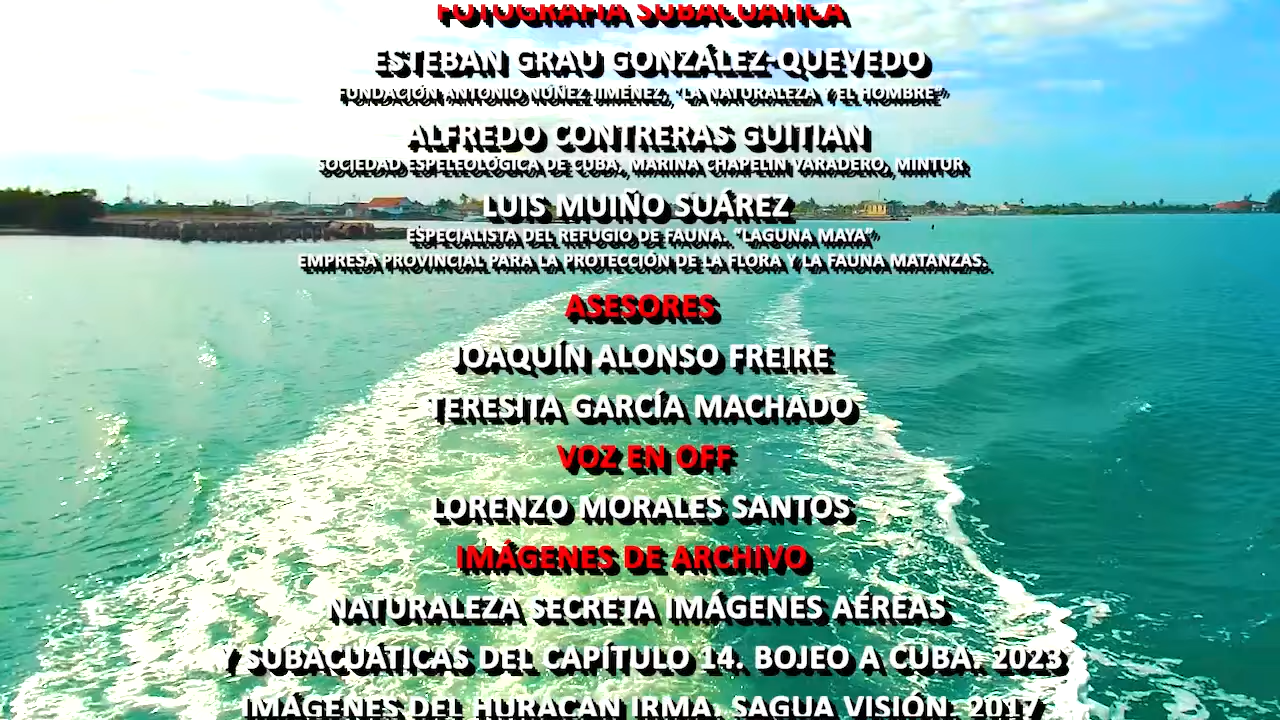 FOTOGRAFÍA SUBACUÁTICA
ESTEBAN GRAU GONZÁLEZ-QUEVEDO
FUNDACIÓN ANTONIO NÚÑEZ JIMÉNEZ, "LA NATURALEZA Y EL HOMBRE"
ALFREDO CONTRERAS GUITIAN
SOCIEDAD ESPELEOLÓGICA DE CUBA, MARINA CHAPELIN VARADERO, MINTUR
LUIS MUIÑO SUÁREZ
ESPECIALISTA DEL REFUGIO DE FAUNA. "LAGUNA MAYA"
EMPRESA PROVINCIAL PARA LA PROTECCIÓN DE LA FLORA Y LA FAUNA MATANZAS.
ASESORES
JOAQUÍN ALONSO FREIRE
TERESITA GARCÍA MACHADO
VOZ EN OFF
LORENZO MORALES SANTOS
IMÁGENES DE ARCHIVO
NATURALEZA SECRETA IMÁGENES AÉREAS
Y SUBACUÁTICAS DEL CAPÍTULO 14. BOJEO A CUBA. 2023
IMÁGENES DEL HURACÁN IRMA. SAGUA VISIÓN. 2017